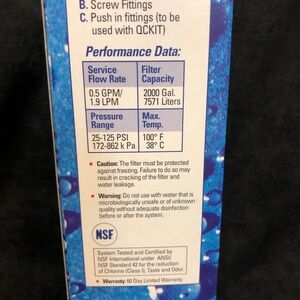 B. Screw Fittings
C. Push in fittings (to be
used with QCKIT)
Performance Data:
Service Flow Rate
Filter Capacity
0.5 GPM/ 1.9 LPM
2000 Gal. 7571 Liters
Pressure Range
Max. Temp.
25-125 PSI 172-862 k Pa
100° F 38° C
• Caution: The filter must be protected
against freezing. Failure to do so may
result in cracking of the filter and
water leakage.
• Warning: Do not use with water that is
microbiologically unsafe or of unknown
quality without adequate disinfection
before or after the system.
NSF
System Tested and Certified by
NSF International under ANSI/
NSF Standard 42 for the reduction
of Chlorine (Class I), Taste and Odor.
• Warranty: 90 Day Limited Warranty